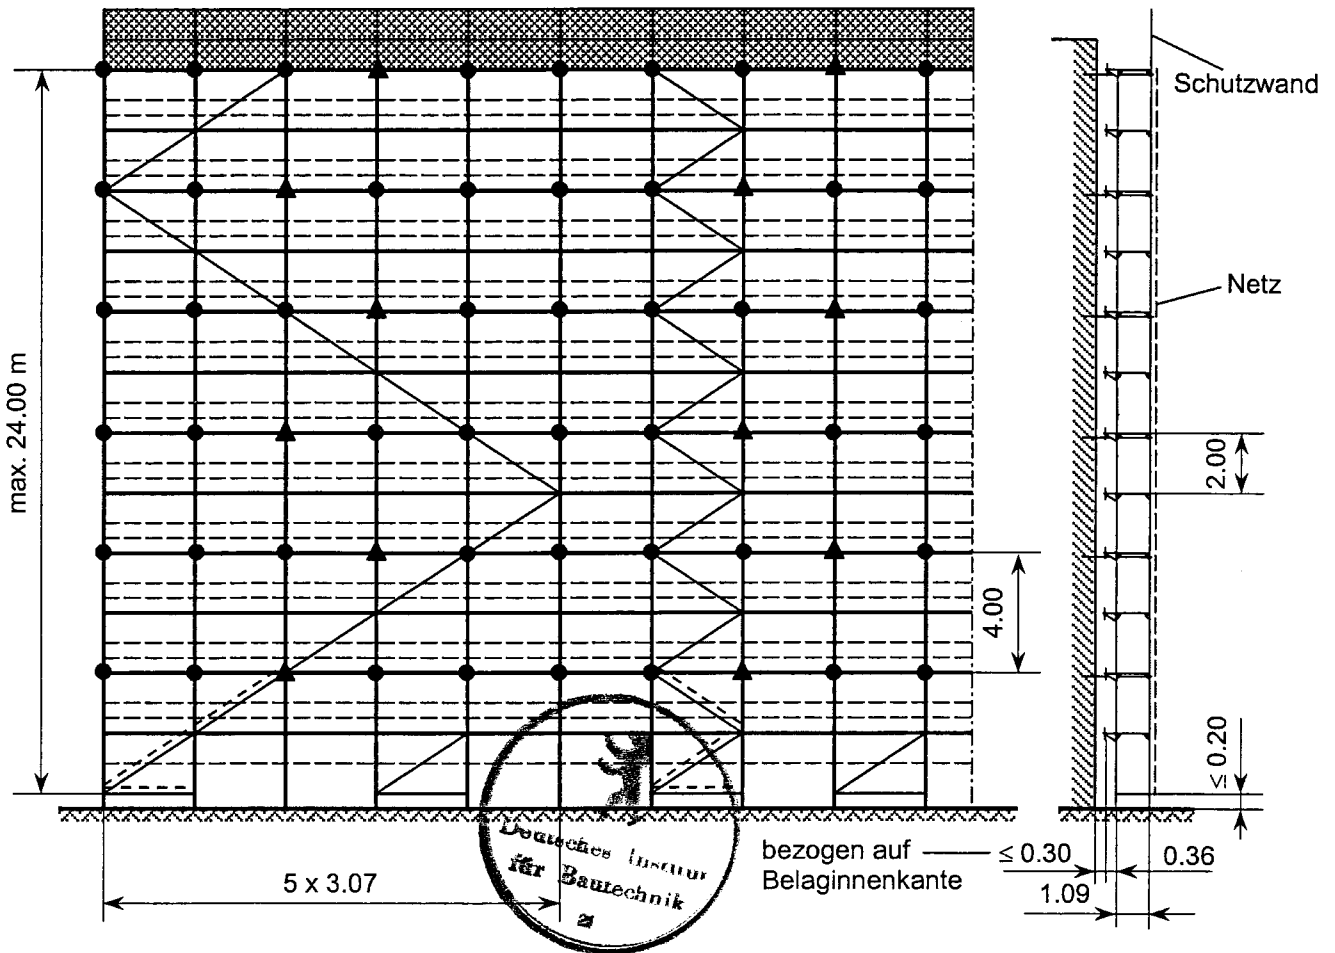 Schutzwand
Netz
max. 24.00 m
2.00
4.00
≤ 0.20
Deutsches Institut
für Bautechnik
21
bezogen auf ≤ 0.30 0.36
Belaginnenkante
1.09
5 x 3.07